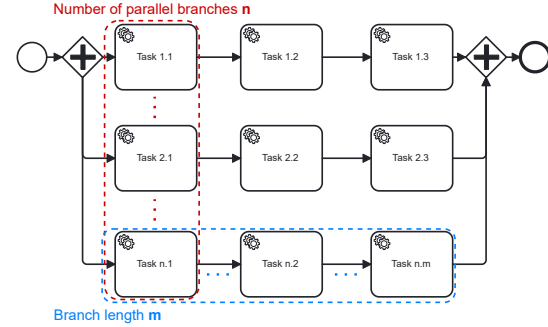 Number of parallel branches n
Task 1.1
Task 1.2
Task 1.3
Task 2.1
Task 2.2
Task 2.3
Task n.1
Task n.2
Task n.m
Branch length m